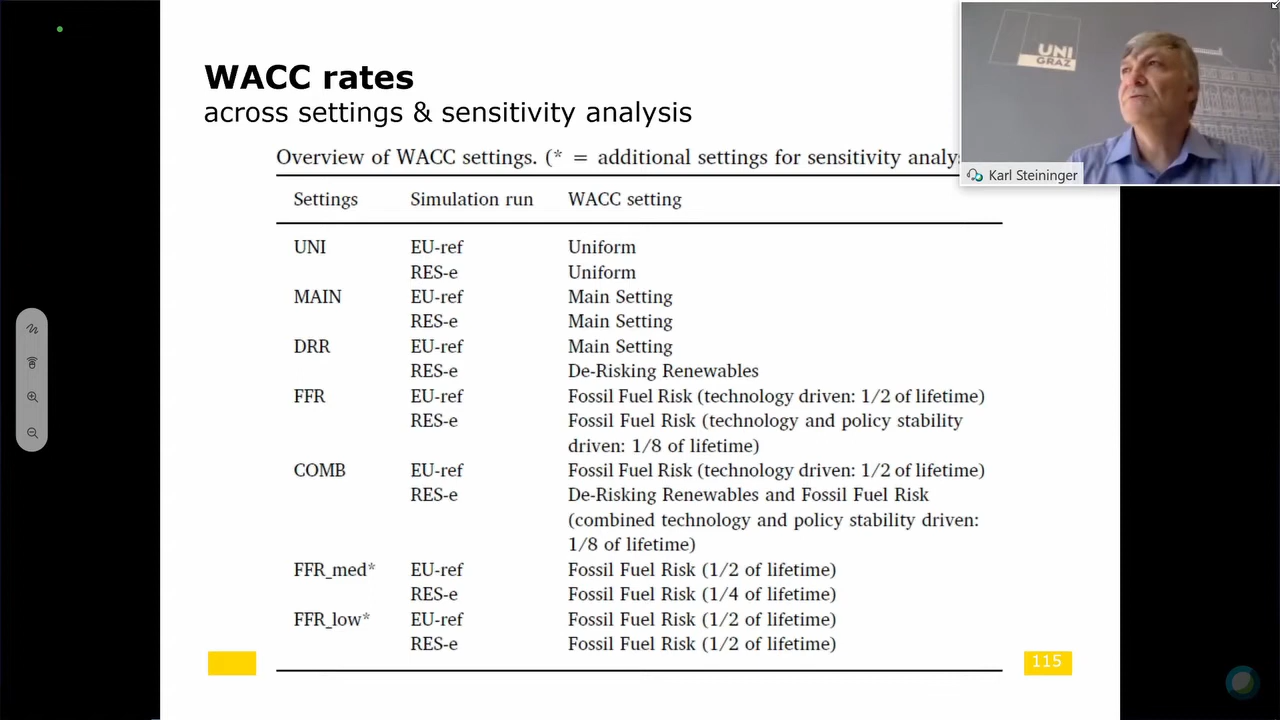 WACC rates
across settings & sensitivity analysis
UNI
GRAZ
Karl Steininger
Overview of WACC settings. (* = additional settings for sensitivity
Settings Simulation run WACC setting
UNI EU-ref Uniform
RES-e Uniform
MAIN EU-ref Main Setting
RES-e Main Setting
DRR EU-ref Main Setting
RES-e De-Risking Renewables
FFR EU-ref Fossil Fuel Risk (technology driven: 1/2 of lifetime)
RES-e Fossil Fuel Risk (technology and policy stability
driven: 1/8 of lifetime)
COMB EU-ref Fossil Fuel Risk (technology driven: 1/2 of lifetime)
RES-e De-Risking Renewables and Fossil Fuel Risk
(combined technology and policy stability driven:
1/8 of lifetime)
FFR_med* EU-ref Fossil Fuel Risk (1/2 of lifetime)
RES-e Fossil Fuel Risk (1/4 of lifetime)
FFR_low* EU-ref Fossil Fuel Risk (1/2 of lifetime)
RES-e Fossil Fuel Risk (1/2 of lifetime)
115